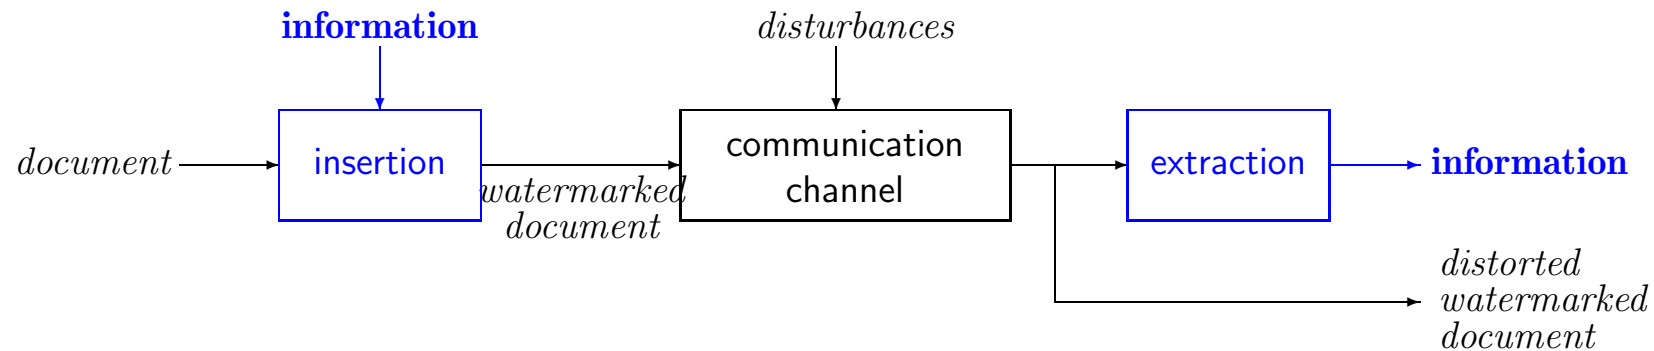 information
disturbances
document
insertion
watermarked
document
communication
channel
extraction
information
distorted
watermarked
document